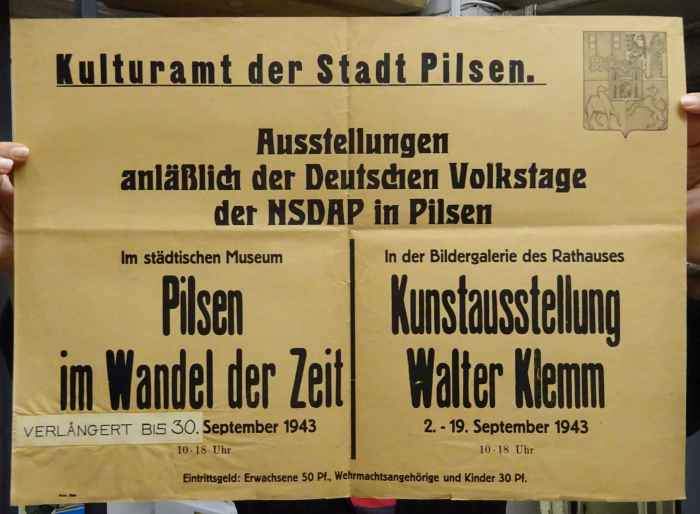 Kulturamt der Stadt Pilsen.
Ausstellungen
anläßlich der Deutschen Volkstage
der NSDAP in Pilsen
Im städtischen Museum
Pilsen
im Wandel der Zeit
VERLÄNGERT BIS 30. September 1943
10-18 Uhr
In der Bildergalerie des Rathauses
Kunstausstellung
Walter Klemm
2. - 19. September 1943
10-18 Uhr
Eintrittsgeld: Erwachsene 50 Pf., Wehrmachtsangehörige und Kinder 30 Pf.